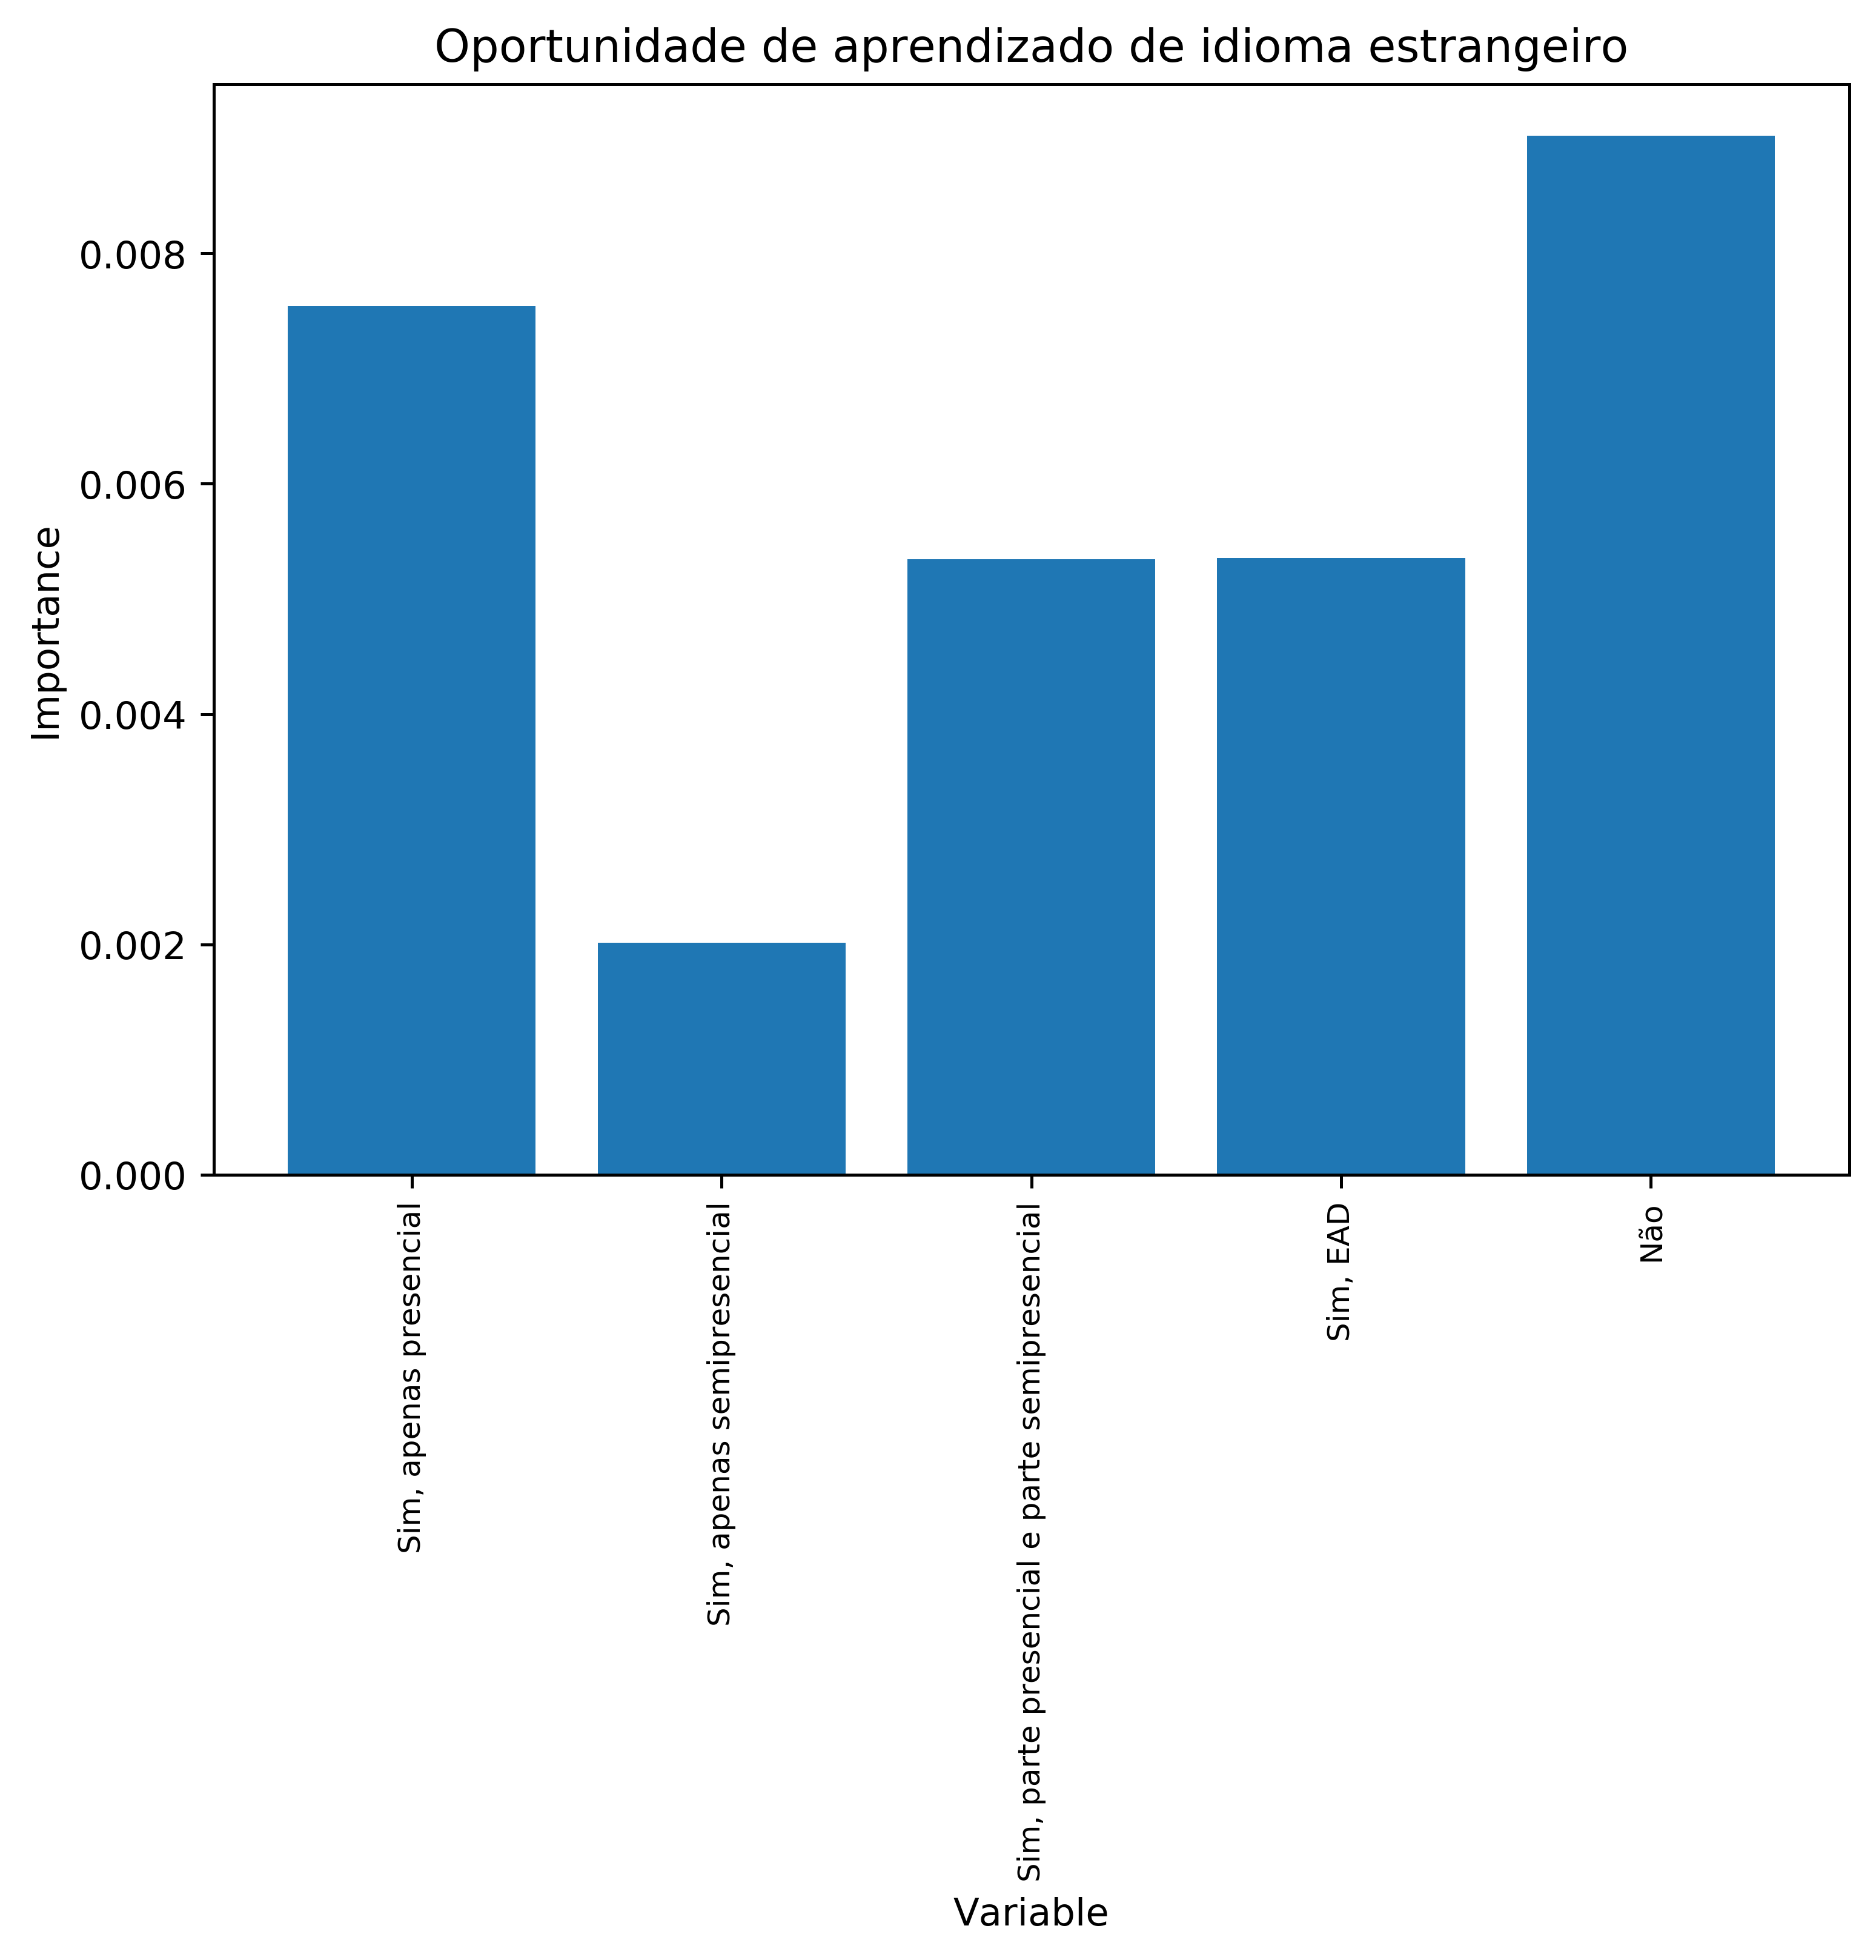 Oportunidade de aprendizado de idioma estrangeiro
Importance
0.008
0.006
0.004
0.002
0.000
Sim, apenas presencial
Sim, apenas semipresencial
Sim, parte presencial e parte semipresencial
Sim, EAD
Não
Variable